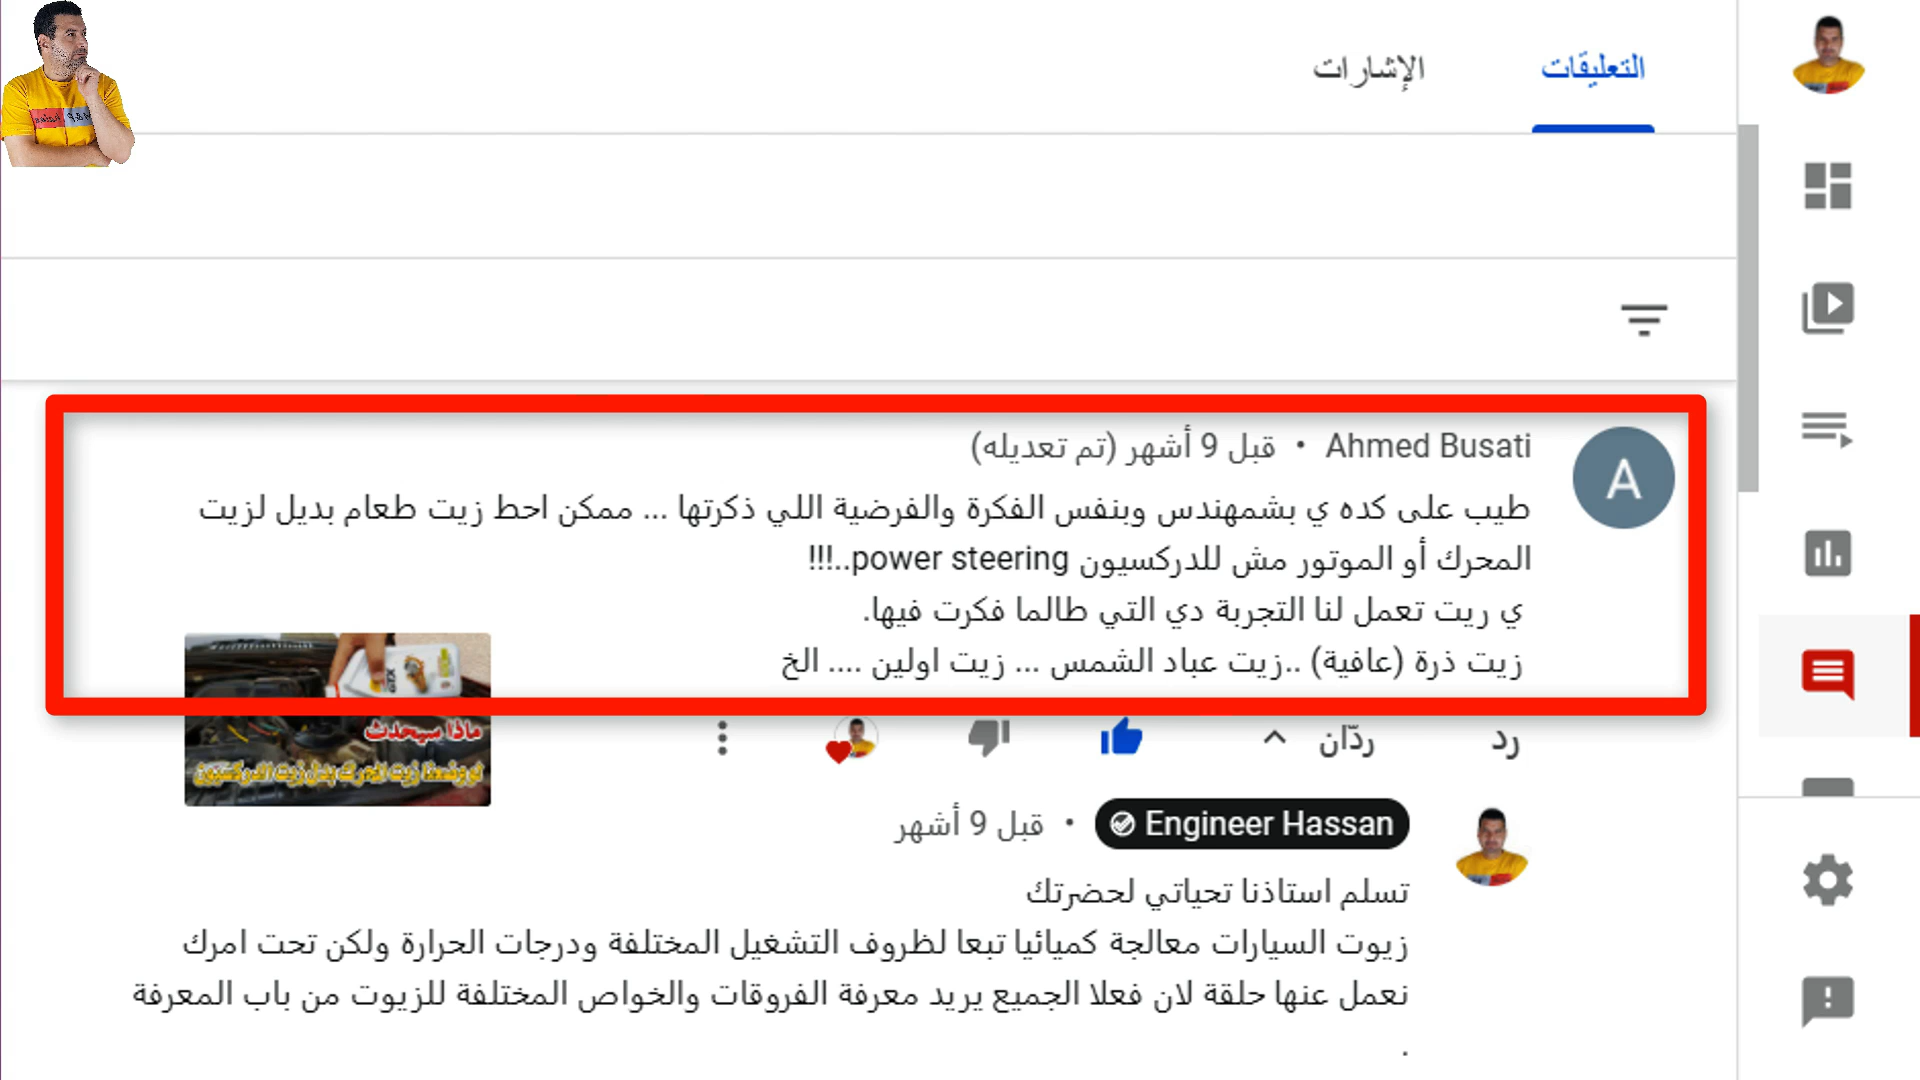 التعليقات
الإشارات
Ahmed Busati • قبل 9 أشهر (تم تعديله)
A
طيب على كده ي بشمهندس وبنفس الفكرة والفرضية اللي ذكرتها ... ممكن احط زيت طعام بديل لزيت
المحرك أو الموتور مش للدركسيون power steering..!!!
ي ريت تعمل لنا التجربة دي التي طالما فكرت فيها.
زيت ذرة (عافية) ..زيت عباد الشمس ... زيت اولين .... الخ
GTX
ماذا سيحدث
لو وضعنا زيت المحرك بدل زيت الدركسيون
رد
ردّان
Engineer Hassan • قبل 9 أشهر
تسلم استاذنا تحياتي لحضرتك
زيوت السيارات معالجة كميائيا تبعا لظروف التشغيل المختلفة ودرجات الحرارة ولكن تحت امرك
نعمل عنها حلقة لان فعلا الجميع يريد معرفة الفروقات والخواص المختلفة للزيوت من باب المعرفة
.